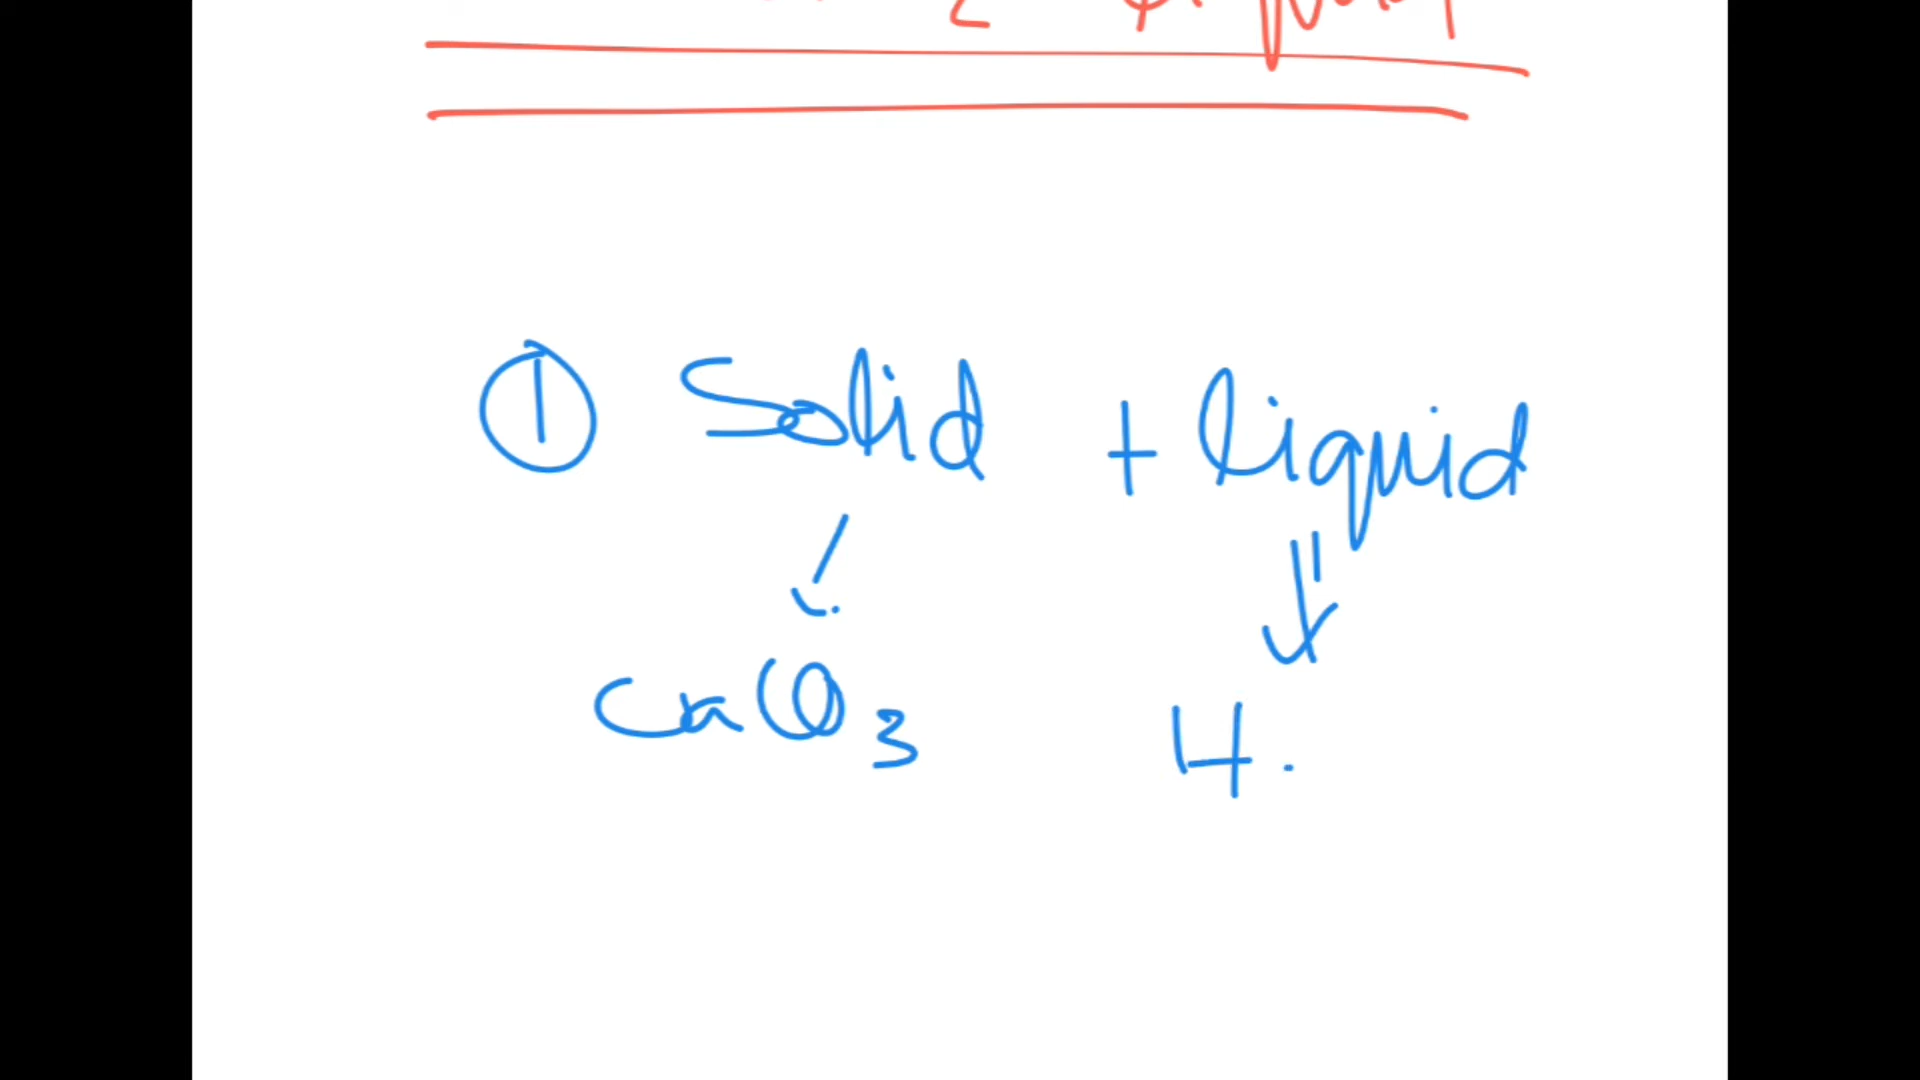 ① Solid + liquid
CaCO3 H.